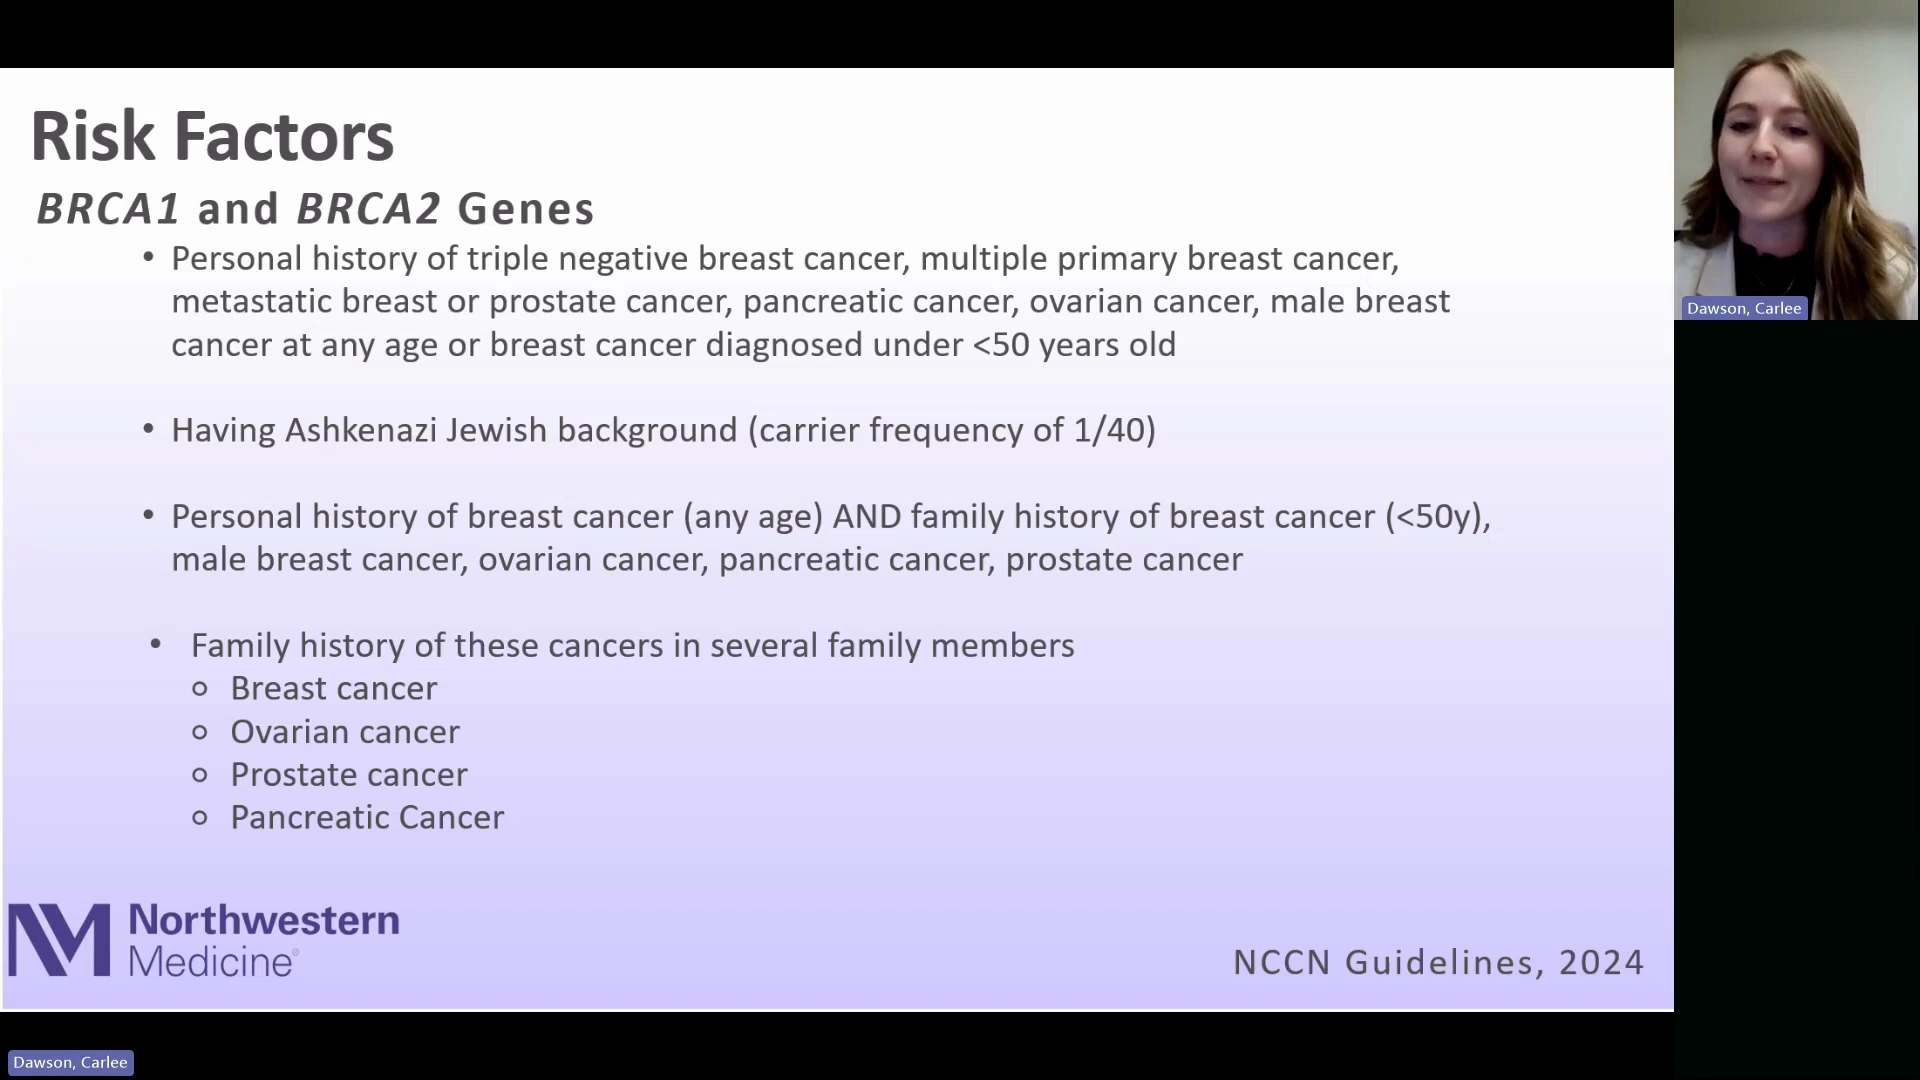 Risk Factors
BRCA1 and BRCA2 Genes
• Personal history of triple negative breast cancer, multiple primary breast cancer,
metastatic breast or prostate cancer, pancreatic cancer, ovarian cancer, male breast
cancer at any age or breast cancer diagnosed under <50 years old
• Having Ashkenazi Jewish background (carrier frequency of 1/40)
• Personal history of breast cancer (any age) AND family history of breast cancer (<50y),
male breast cancer, ovarian cancer, pancreatic cancer, prostate cancer
• Family history of these cancers in several family members
○ Breast cancer
○ Ovarian cancer
○ Prostate cancer
○ Pancreatic Cancer
NM Northwestern
Medicine®
NCCN Guidelines, 2024
Dawson, Carlee
Dawson, Carlee